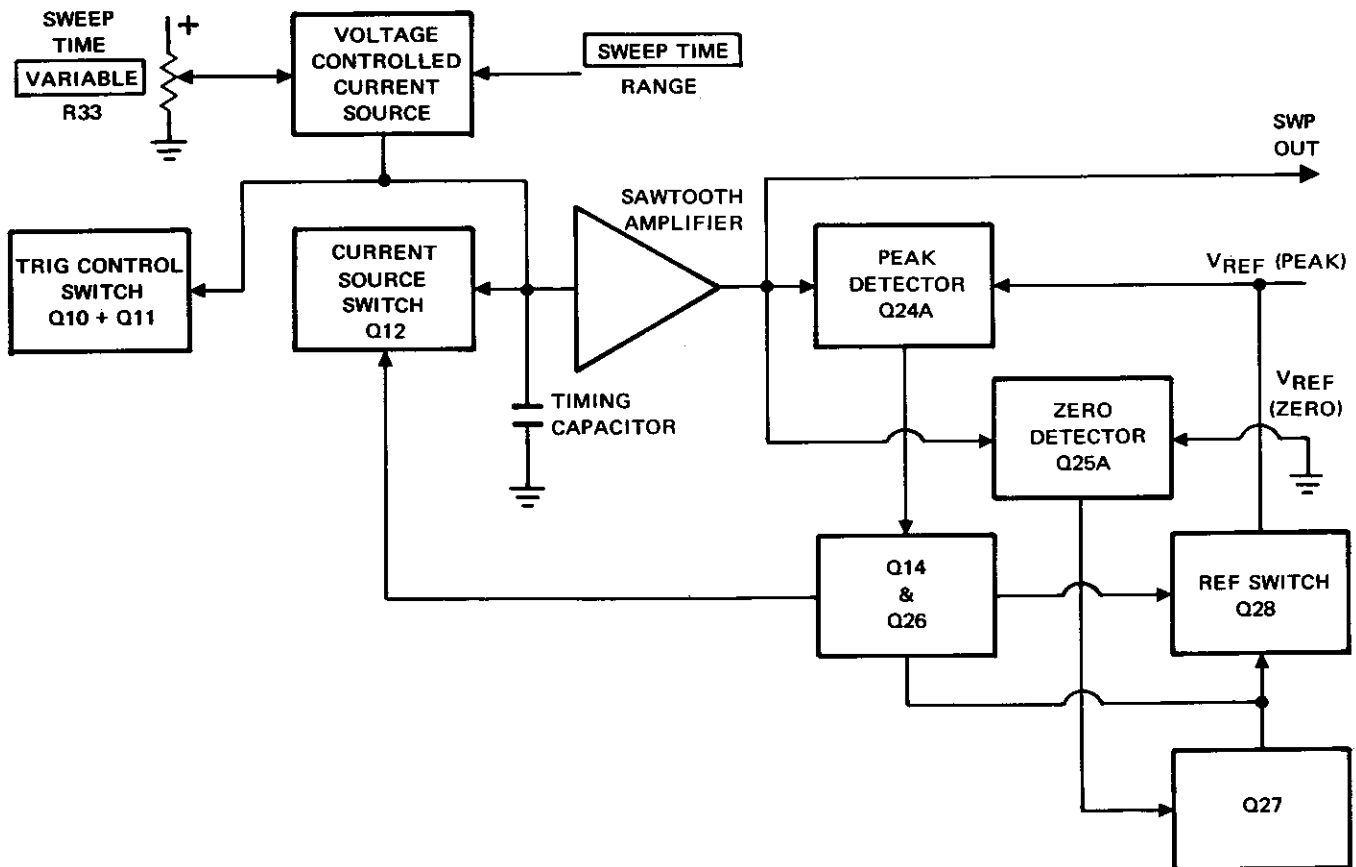 SWEEP
TIME
VARIABLE
R33
+
VOLTAGE
CONTROLLED
CURRENT
SOURCE
SWEEP TIME
RANGE
SWP
OUT
TRIG CONTROL
SWITCH
Q10 + Q11
CURRENT
SOURCE
SWITCH
Q12
SAWTOOTH
AMPLIFIER
TIMING
CAPACITOR
PEAK
DETECTOR
Q24A
VREF (PEAK)
ZERO
DETECTOR
Q25A
VREF
(ZERO)
Q14
&
Q26
REF SWITCH
Q28
Q27